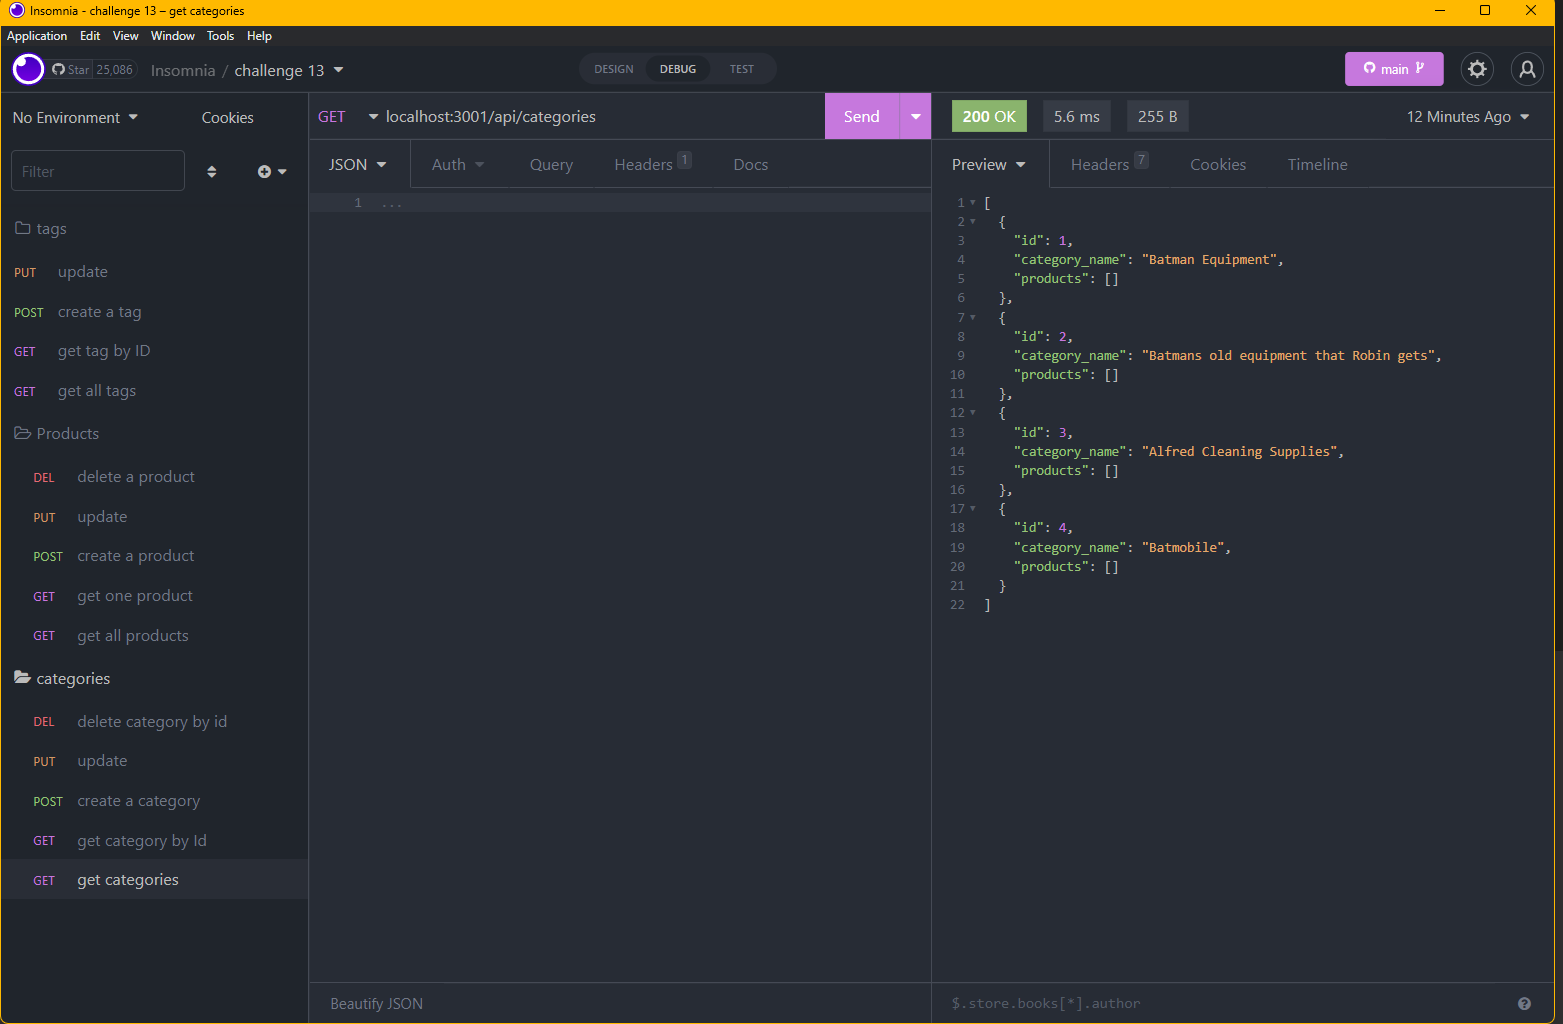 Insomnia - challenge 13 – get categories
Application Edit View Window Tools Help
Star 25,086 Insomnia / challenge 13
DESIGN DEBUG TEST
main
No Environment Cookies
Filter
tags
PUT update
POST create a tag
GET get tag by ID
GET get all tags
Products
DEL delete a product
PUT update
POST create a product
GET get one product
GET get all products
categories
DEL delete category by id
PUT update
POST create a category
GET get category by Id
GET get categories
GET localhost:3001/api/categories Send
JSON Auth Query Headers 1 Docs
1 ...
Beautify JSON
200 OK 5.6 ms 255 B 12 Minutes Ago
Preview Headers 7 Cookies Timeline
1 [
2 {
3 "id": 1,
4 "category_name": "Batman Equipment",
5 "products": []
6 },
7 {
8 "id": 2,
9 "category_name": "Batmans old equipment that Robin gets",
10 "products": []
11 },
12 {
13 "id": 3,
14 "category_name": "Alfred Cleaning Supplies",
15 "products": []
16 },
17 {
18 "id": 4,
19 "category_name": "Batmobile",
20 "products": []
21 }
22 ]
$.store.books[*].author